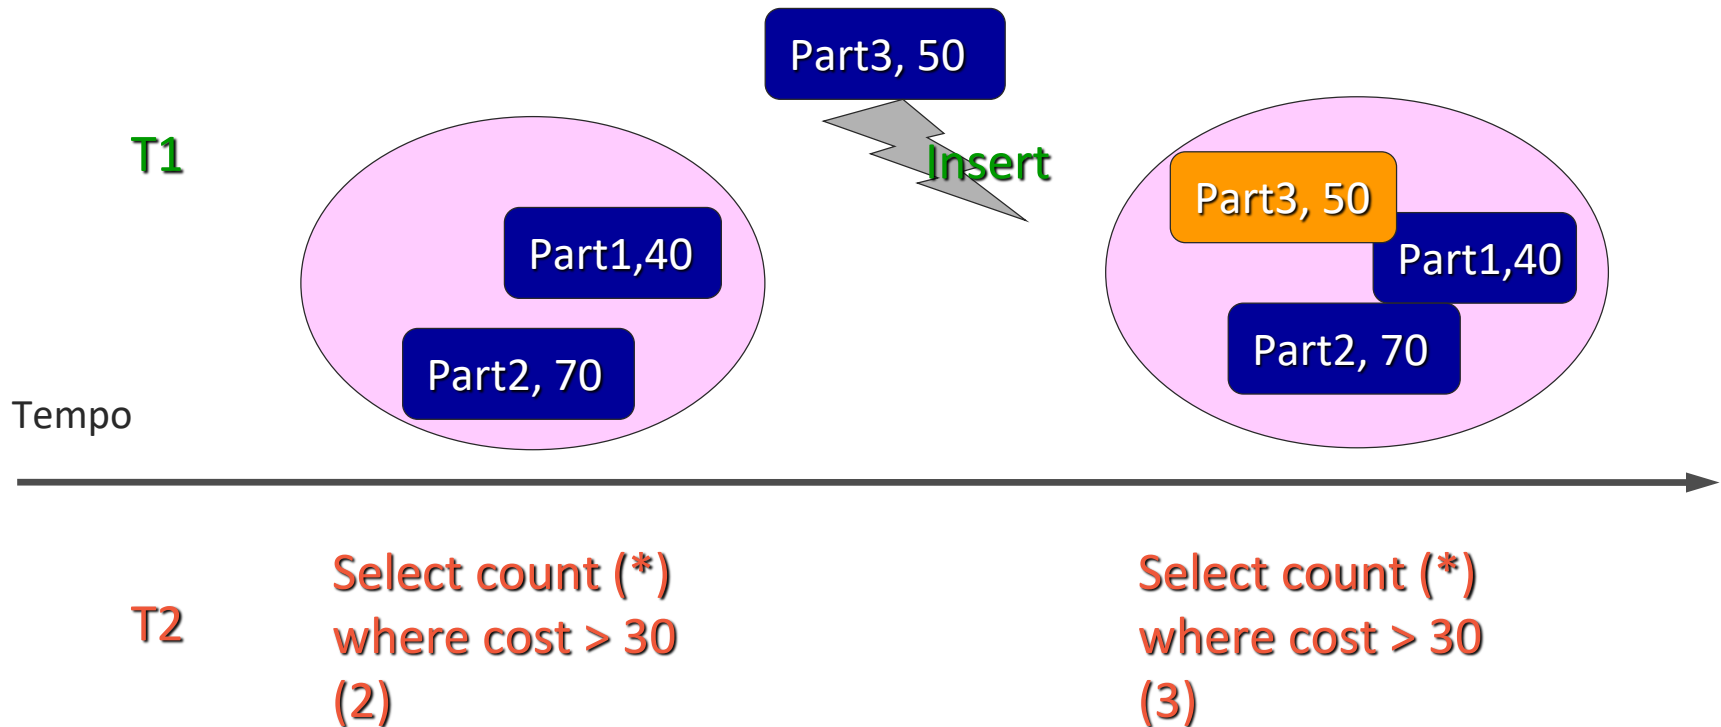 Part3, 50
T1
Insert
Part3, 50
Part1,40
Part1,40
Part2, 70
Part2, 70
Tempo
Select count (*)
where cost > 30
(2)
Select count (*)
where cost > 30
(3)
T2